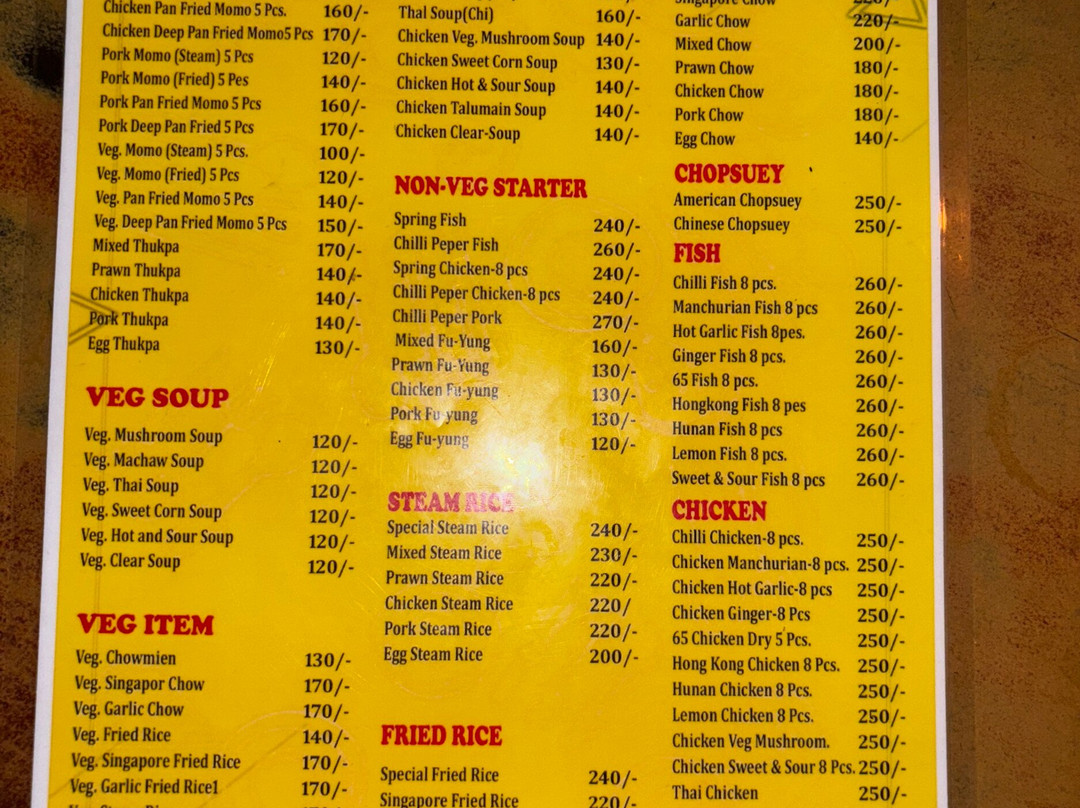 Chicken Pan Fried Momo 5 Pcs. 160/-
Chicken Deep Pan Fried Momo5 Pcs 170/-
Pork Momo (Steam) 5 Pcs 120/-
Pork Momo (Fried) 5 Pes 140/-
Pork Pan Fried Momo 5 Pcs 160/-
Pork Deep Pan Fried 5 Pcs 170/-
Veg. Momo (Steam) 5 Pcs. 100/-
Veg. Momo (Fried) 5 Pcs 120/-
Veg. Pan Fried Momo 5 Pcs 140/-
Veg. Deep Pan Fried Momo 5 Pcs 150/-
Mixed Thukpa 170/-
Prawn Thukpa 140/-
Chicken Thukpa 140/-
Pork Thukpa 140/-
Egg Thukpa 130/-
VEG SOUP
Veg. Mushroom Soup 120/-
Veg. Machaw Soup 120/-
Veg. Thai Soup 120/-
Veg. Sweet Corn Soup 120/-
Veg. Hot and Sour Soup 120/-
Veg. Clear Soup 120/-
VEG ITEM
Veg. Chowmien 130/-
Veg. Singapor Chow 170/-
Veg. Garlic Chow 170/-
Veg. Fried Rice 140/-
Veg. Singapore Fried Rice 170/-
Veg. Garlic Fried Rice1 170/-
Thal Soup(Chi) 160/-
Chicken Veg. Mushroom Soup 140/-
Chicken Sweet Corn Soup 130/-
Chicken Hot & Sour Soup 140/-
Chicken Talumain Soup 140/-
Chicken Clear-Soup 140/-
NON-VEG STARTER
Spring Fish 240/-
Chilli Peper Fish 260/-
Spring Chicken-8 pcs 240/-
Chilli Peper Chicken-8 pcs 240/-
Chilli Peper Pork 270/-
Mixed Fu-Yung 160/-
Prawn Fu-Yung 130/-
Chicken Fu-yung 130/-
Pork Fu-yung 130/-
Egg Fu-yung 120/-
STEAM RICE
Special Steam Rice 240/-
Mixed Steam Rice 230/-
Prawn Steam Rice 220/-
Chicken Steam Rice 220/
Pork Steam Rice 220/-
Egg Steam Rice 200/-
FRIED RICE
Special Fried Rice 240/-
Singapore Fried Rice 220/-
Singapore Chow 220/-
Garlic Chow 220/-
Mixed Chow 200/-
Prawn Chow 180/-
Chicken Chow 180/-
Pork Chow 180/-
Egg Chow 140/-
CHOPSUEY
American Chopsuey 250/-
Chinese Chopsuey 250/-
FISH
Chilli Fish 8 pcs. 260/-
Manchurian Fish 8 pcs 260/-
Hot Garlic Fish 8pes. 260/-
Ginger Fish 8 pcs. 260/-
65 Fish 8 pcs. 260/-
Hongkong Fish 8 pes 260/-
Hunan Fish 8 pcs 260/-
Lemon Fish 8 pcs. 260/-
Sweet & Sour Fish 8 pcs 260/-
CHICKEN
Chilli Chicken-8 pcs. 250/-
Chicken Manchurian-8 pcs. 250/-
Chicken Hot Garlic-8 pcs 250/-
Chicken Ginger-8 Pcs 250/-
65 Chicken Dry 5 Pcs. 250/-
Hong Kong Chicken 8 Pcs. 250/-
Hunan Chicken 8 Pcs. 250/-
Lemon Chicken 8 Pcs. 250/-
Chicken Veg Mushroom. 250/-
Chicken Sweet & Sour 8 Pcs. 250/-
Thai Chicken 250/-